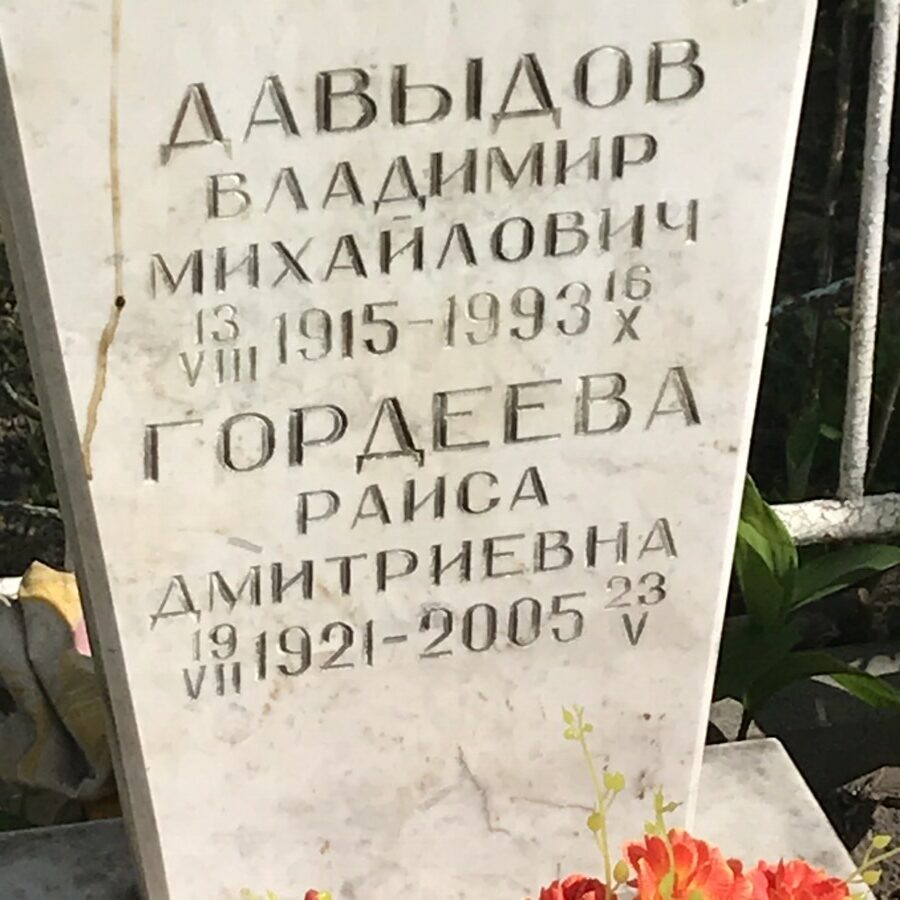 ДАВЫДОВ
ВЛАДИМИР
МИХАЙЛОВИЧ
13 VIII 1915-1993 16 X
ГОРДЕЕВА
РАИСА
ДМИТРИЕВНА
19 VII 1921-2005 23 V